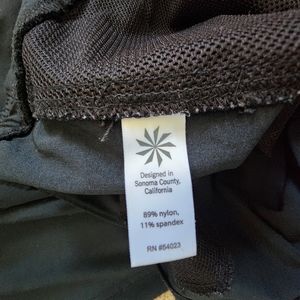 Designed in
Sonoma County,
California
89% nylon,
11% spandex
RN #54023